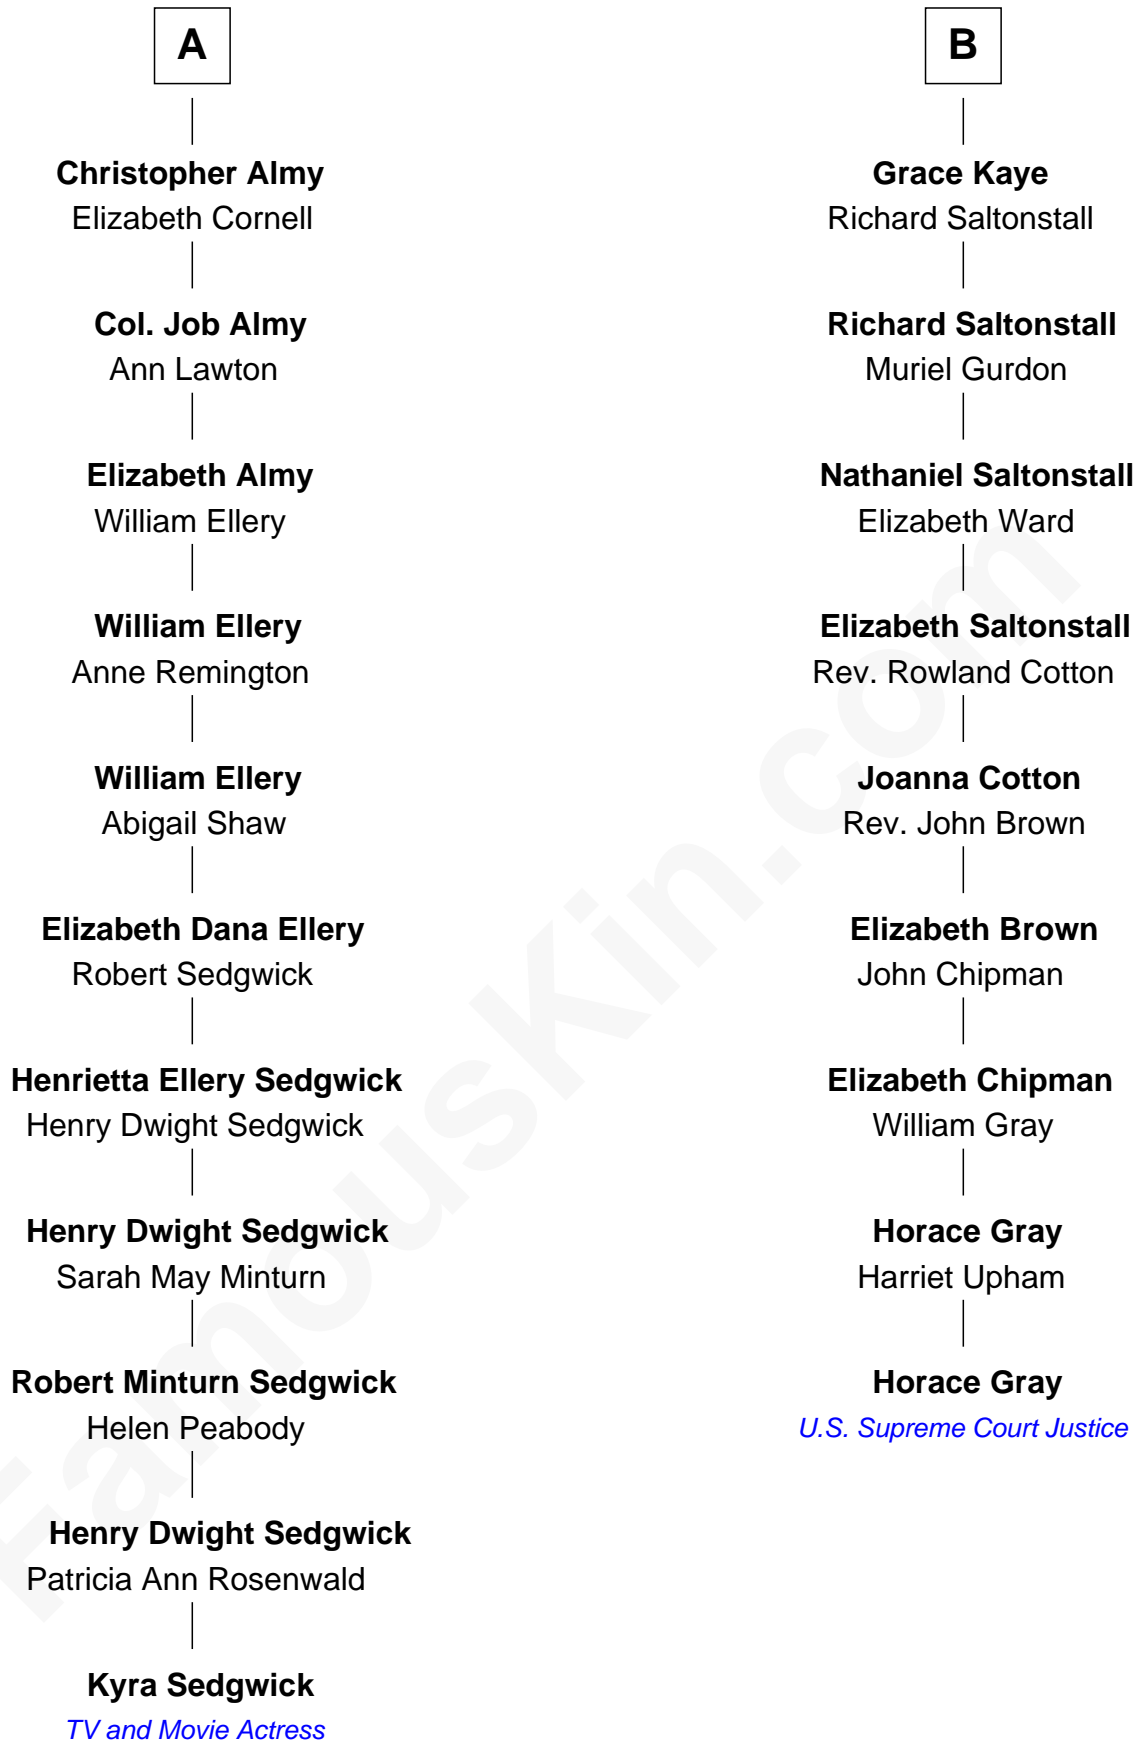 A
Christopher Almy
Elizabeth Cornell
Col. Job Almy
Ann Lawton
Elizabeth Almy
William Ellery
William Ellery
Anne Remington
William Ellery
Abigail Shaw
Elizabeth Dana Ellery
Robert Sedgwick
Henrietta Ellery Sedgwick
Henry Dwight Sedgwick
Henry Dwight Sedgwick
Sarah May Minturn
Robert Minturn Sedgwick
Helen Peabody
Henry Dwight Sedgwick
Patricia Ann Rosenwald
Kyra Sedgwick
TV and Movie Actress
B
Grace Kaye
Richard Saltonstall
Richard Saltonstall
Muriel Gurdon
Nathaniel Saltonstall
Elizabeth Ward
Elizabeth Saltonstall
Rev. Rowland Cotton
Joanna Cotton
Rev. John Brown
Elizabeth Brown
John Chipman
Elizabeth Chipman
William Gray
Horace Gray
Harriet Upham
Horace Gray
U.S. Supreme Court Justice
FamousKin.com